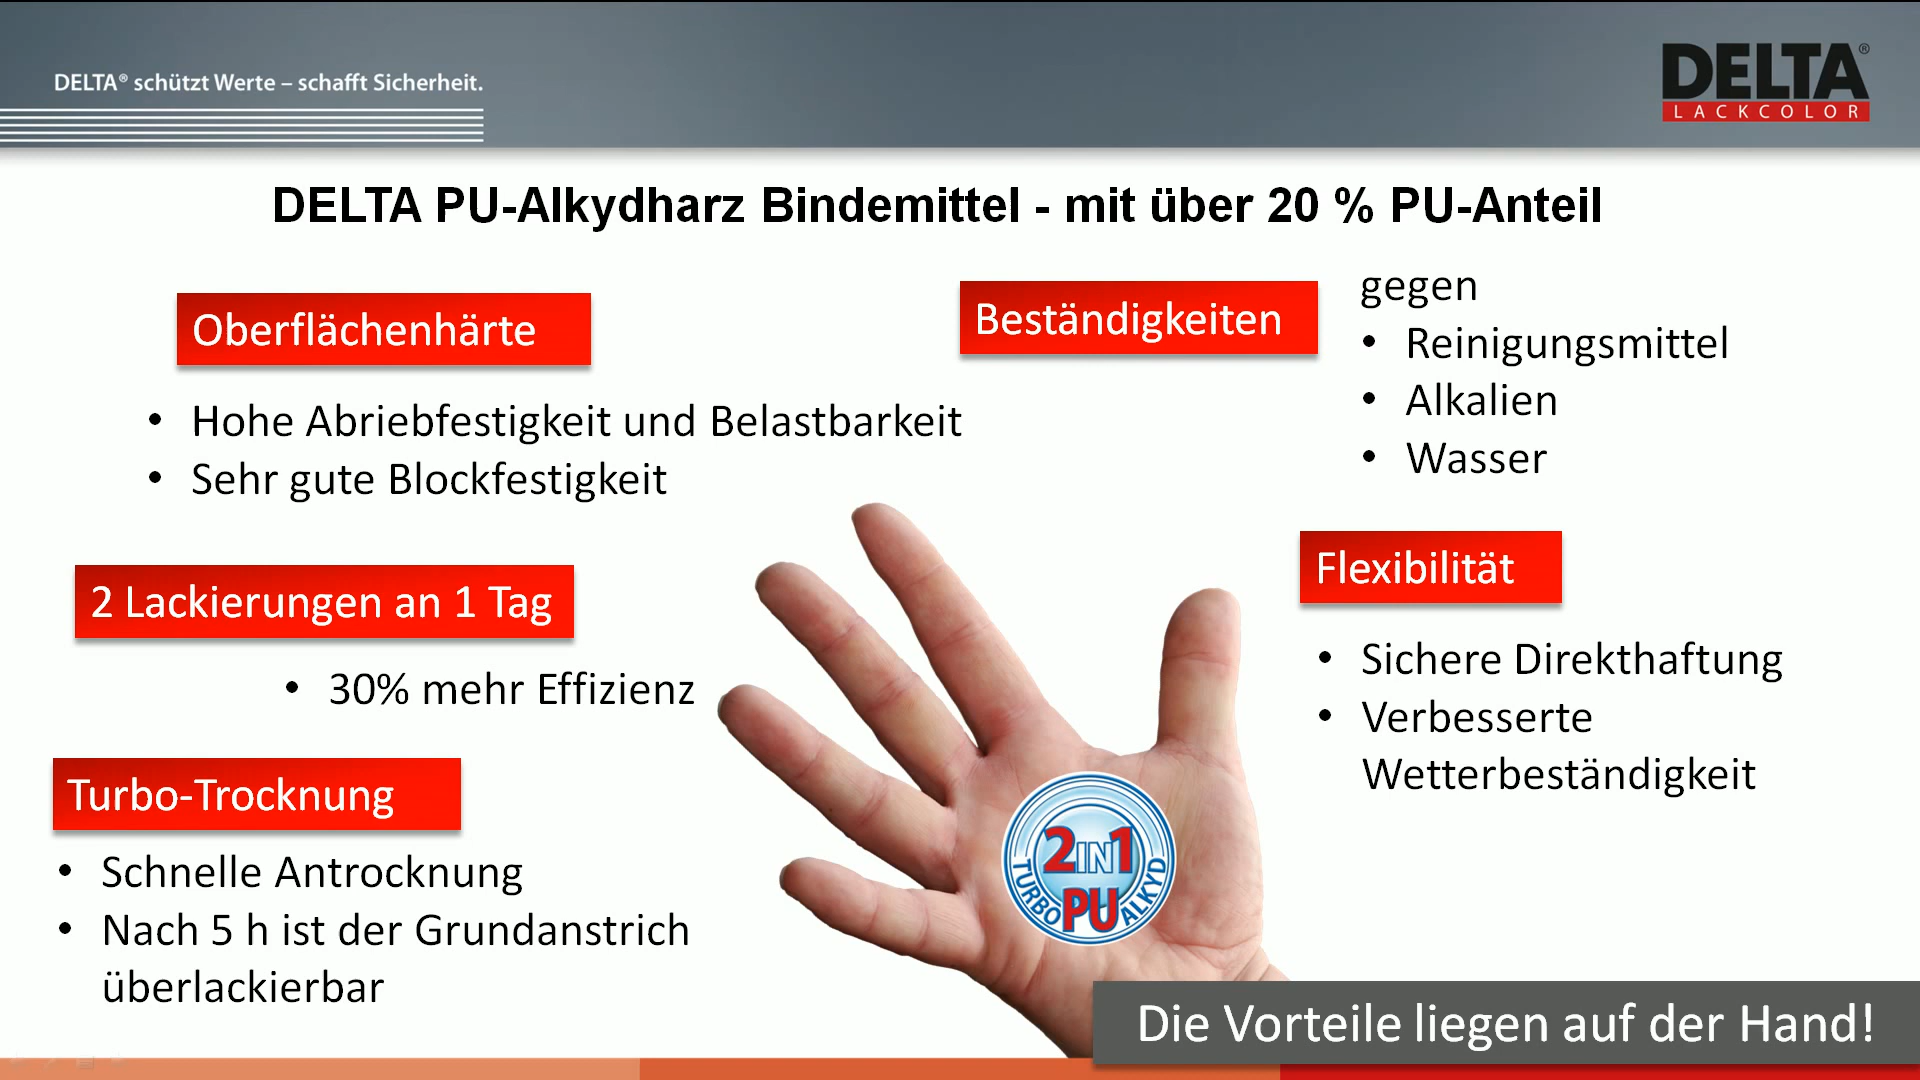 DELTA® schützt Werte – schafft Sicherheit.
DELTA®
LACKCOLOR
DELTA PU-Alkydharz Bindemittel - mit über 20 % PU-Anteil
Oberflächenhärte
• Hohe Abriebfestigkeit und Belastbarkeit
• Sehr gute Blockfestigkeit
Beständigkeiten
gegen
• Reinigungsmittel
• Alkalien
• Wasser
2 Lackierungen an 1 Tag
• 30% mehr Effizienz
Flexibilität
• Sichere Direkthaftung
• Verbesserte
Wetterbeständigkeit
Turbo-Trocknung
• Schnelle Antrocknung
• Nach 5 h ist der Grundanstrich
überlackierbar
2IN1
TURBO PU ALKYD
Die Vorteile liegen auf der Hand!